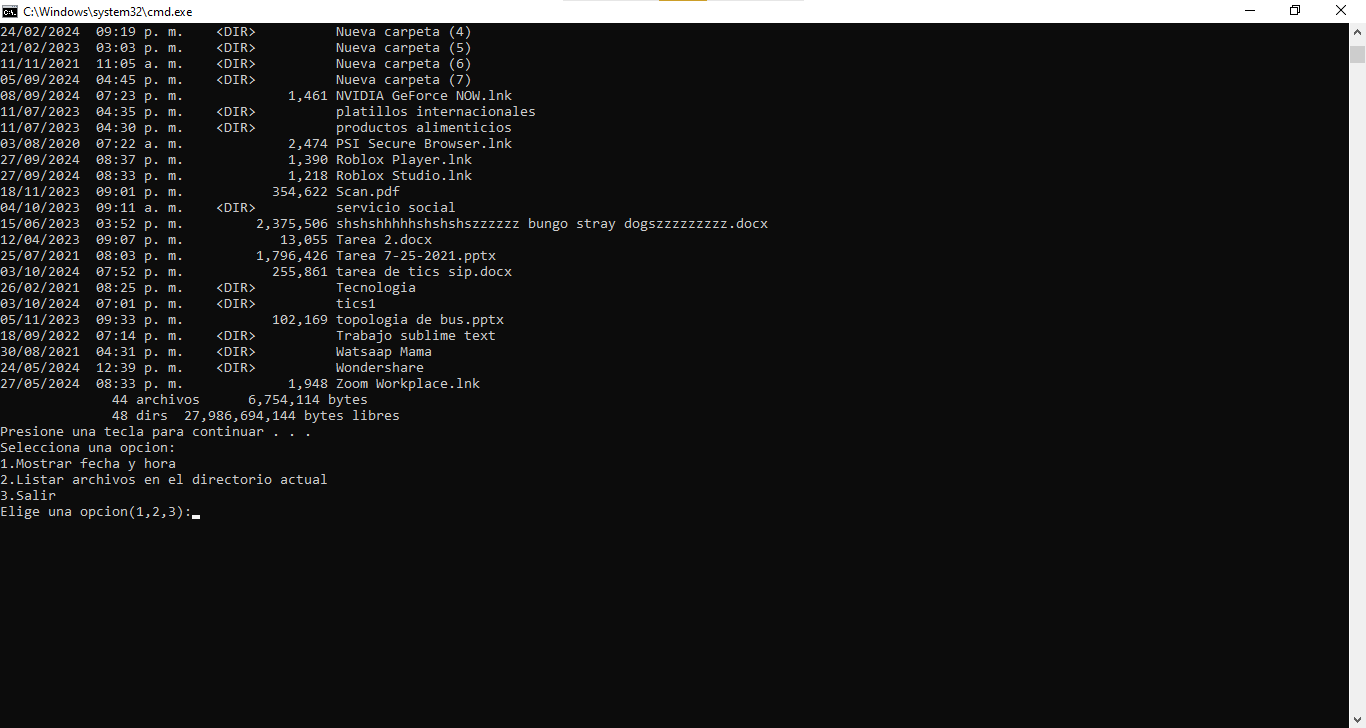 C:\Windows\system32\cmd.exe
24/02/2024  09:19 p. m.    <DIR>          Nueva carpeta (4)
21/02/2023  03:03 p. m.    <DIR>          Nueva carpeta (5)
11/11/2021  11:05 a. m.    <DIR>          Nueva carpeta (6)
05/09/2024  04:45 p. m.    <DIR>          Nueva carpeta (7)
08/09/2024  07:23 p. m.             1,461 NVIDIA GeForce NOW.lnk
11/07/2023  04:35 p. m.    <DIR>          platillos internacionales
11/07/2023  04:30 p. m.    <DIR>          productos alimenticios
03/08/2020  07:22 a. m.             2,474 PSI Secure Browser.lnk
27/09/2024  08:37 p. m.             1,390 Roblox Player.lnk
27/09/2024  08:33 p. m.             1,218 Roblox Studio.lnk
18/11/2023  09:01 p. m.           354,622 Scan.pdf
04/10/2023  09:11 a. m.    <DIR>          servicio social
15/06/2023  03:52 p. m.         2,375,506 shshshhhhhshshshszzzzzz bungo stray dogszzzzzzzzz.docx
12/04/2023  09:07 p. m.            13,055 Tarea 2.docx
25/07/2021  08:03 p. m.         1,796,426 Tarea 7-25-2021.pptx
03/10/2024  07:52 p. m.           255,861 tarea de tics sip.docx
26/02/2021  08:25 p. m.    <DIR>          Tecnologia
03/10/2024  07:01 p. m.    <DIR>          tics1
05/11/2023  09:33 p. m.           102,169 topologia de bus.pptx
18/09/2022  07:14 p. m.    <DIR>          Trabajo sublime text
30/08/2021  04:31 p. m.    <DIR>          Watsaap Mama
24/05/2024  12:39 p. m.    <DIR>          Wondershare
27/05/2024  08:33 p. m.             1,948 Zoom Workplace.lnk
              44 archivos      6,754,114 bytes
              48 dirs  27,986,694,144 bytes libres
Presione una tecla para continuar . . .
Selecciona una opcion:
1.Mostrar fecha y hora
2.Listar archivos en el directorio actual
3.Salir
Elige una opcion(1,2,3):